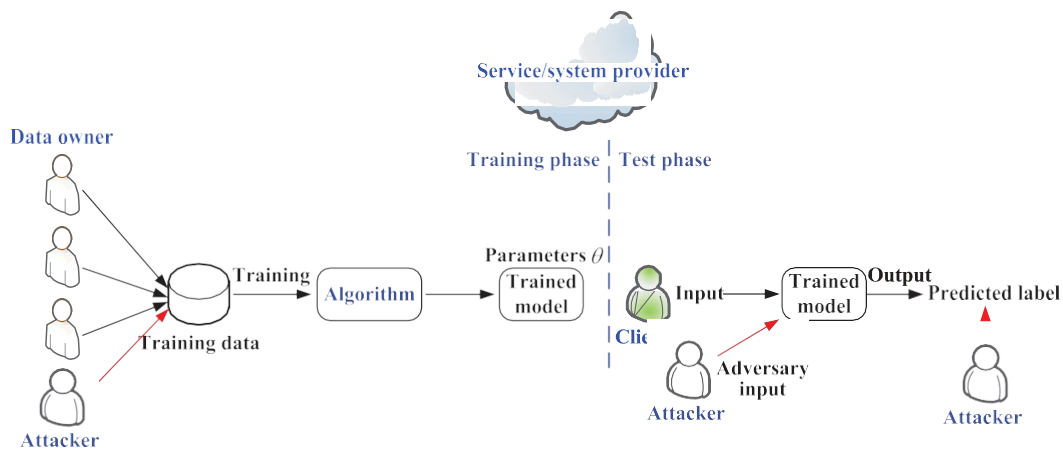 Service/system provider
Data owner
Training phase
Test phase
Parameters θ
Training
Algorithm
Trained
model
Training data
Attacker
Input
Trained
model
Output
Predicted label
Clie
Adversary
input
Attacker
Attacker